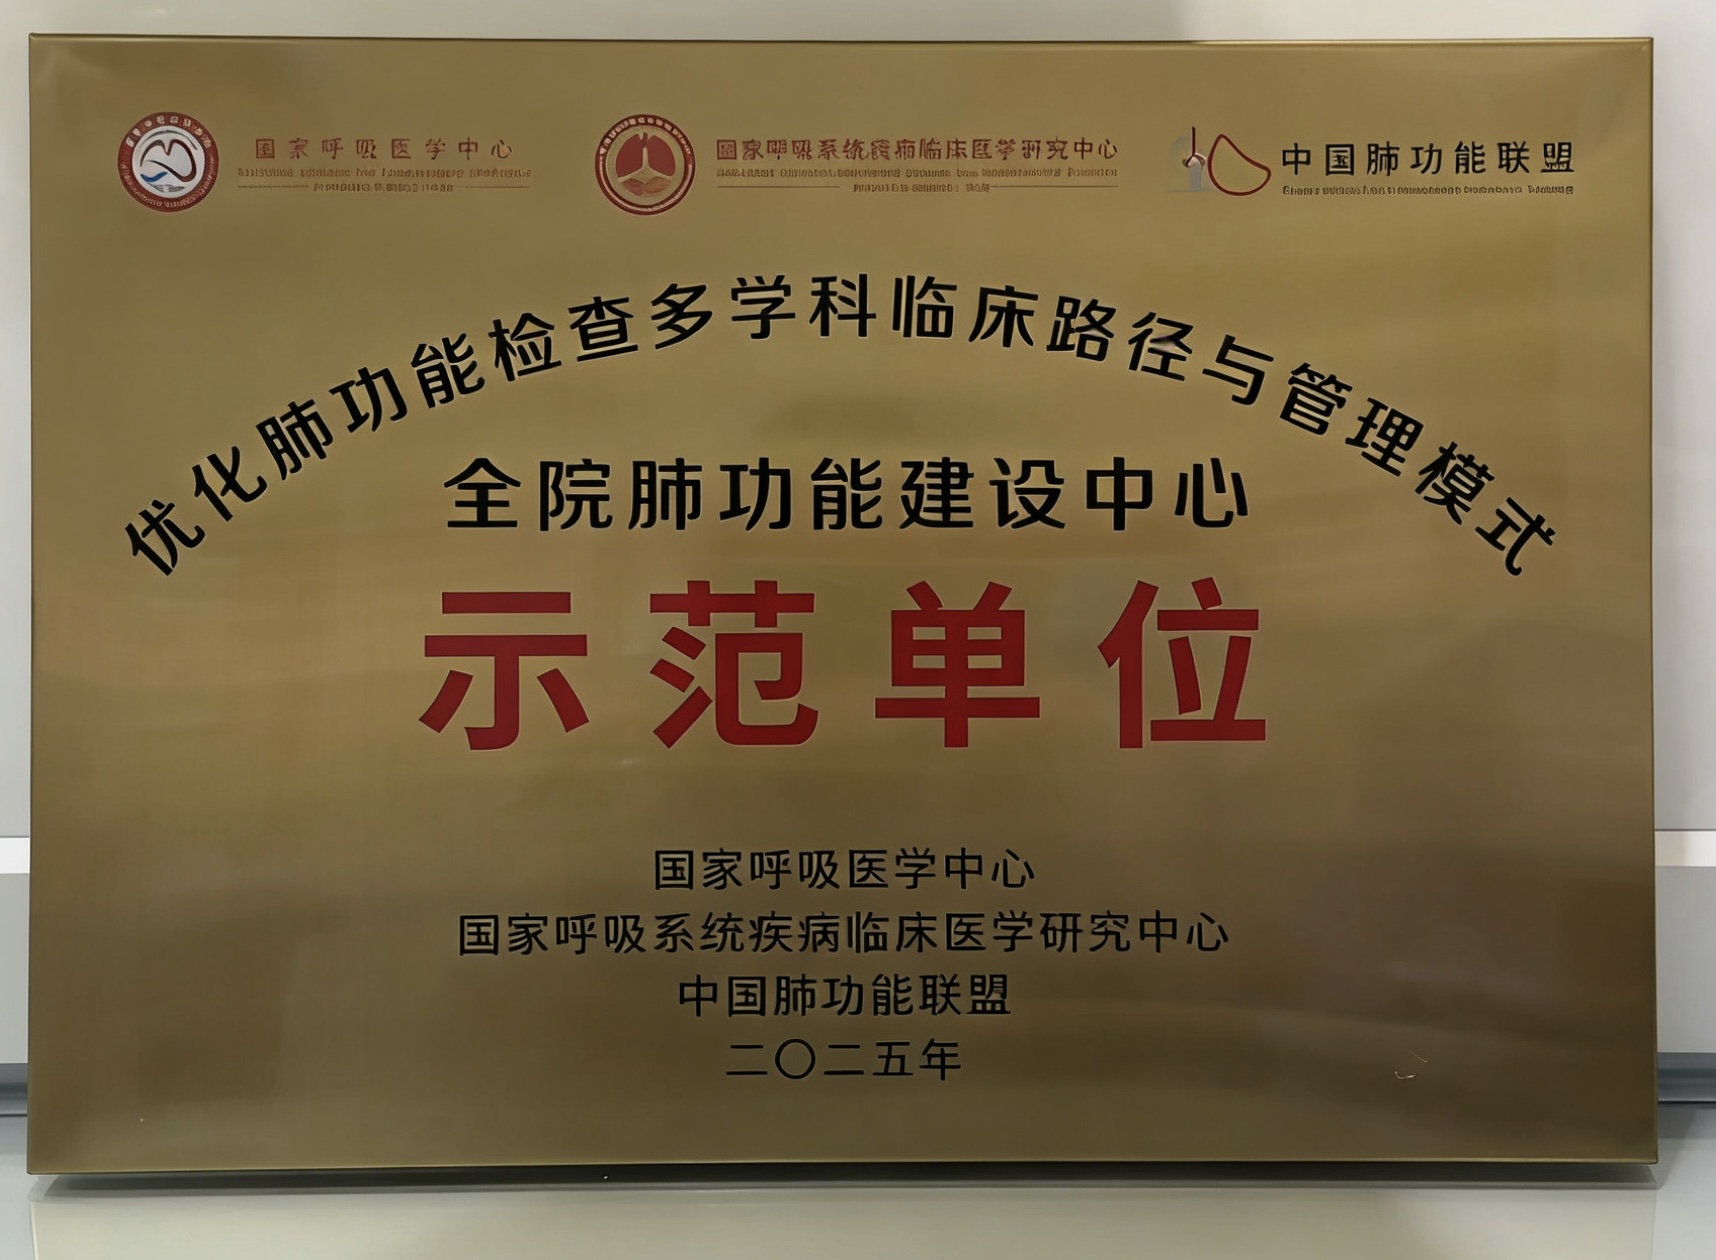 国家呼吸医学中心
国家呼吸系统疾病临床医学研究中心
中国肺功能联盟
优化肺功能检查多学科临床路径与管理模式
全院肺功能建设中心
示范单位
国家呼吸医学中心
国家呼吸系统疾病临床医学研究中心
中国肺功能联盟
二〇二五年